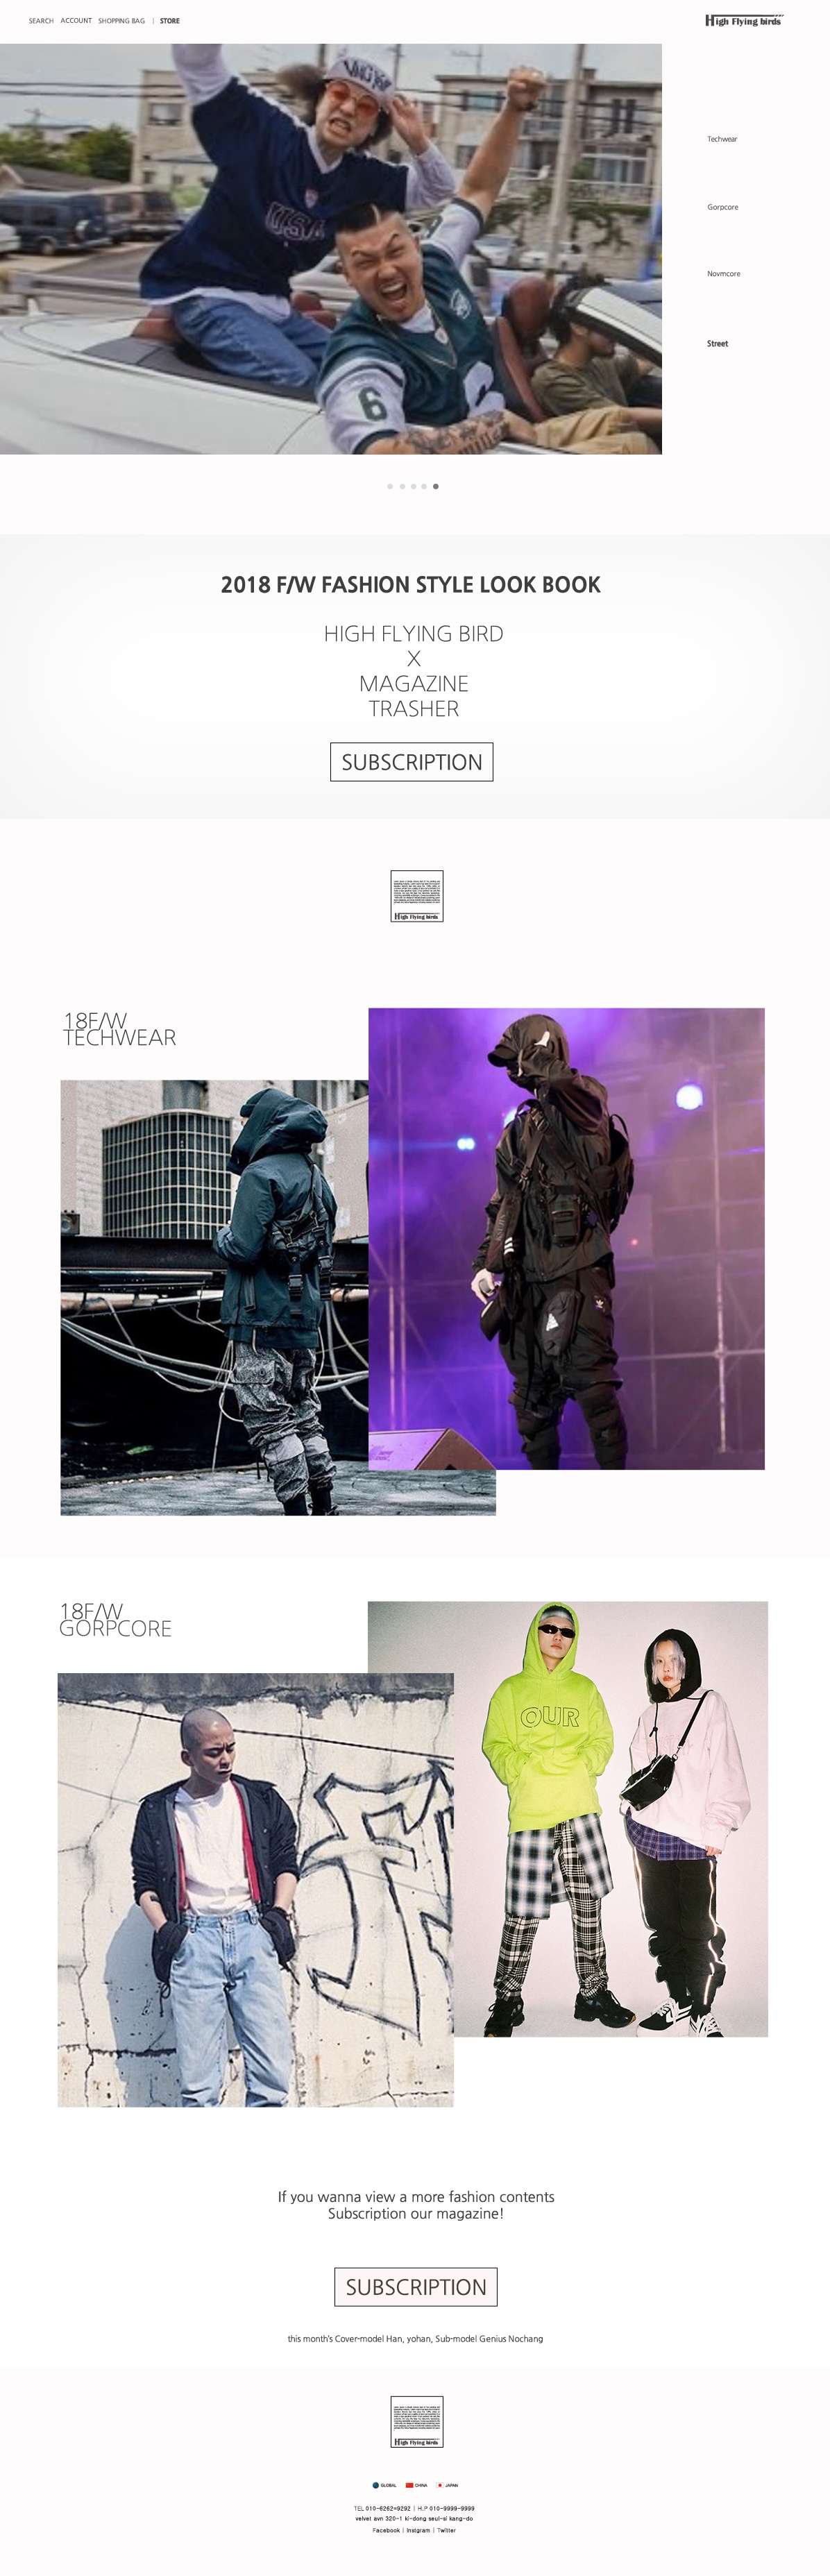 SEARCH ACCOUNT SHOPPING BAG | STORE
High Flying birds
USA
6
Techwear
Gorpcore
Novmcore
Street
2018 F/W FASHION STYLE LOOK BOOK
HIGH FLYING BIRD
X
MAGAZINE
TRASHER
SUBSCRIPTION
High Flying birds
18F/W
TECHWEAR
18F/W
GORPCORE
OUR
If you wanna view a more fashion contents
Subscription our magazine!
SUBSCRIPTION
this month's Cover-model Han, yohan, Sub-model Genius Nochang
High Flying birds
GLOBAL CHINA JAPAN
TEL 010-6262*9292 | H.P 010-9999-9999
velvet avn 320-1 ki-dong seul-si kang-do
Facebook | Instgram | Twitter